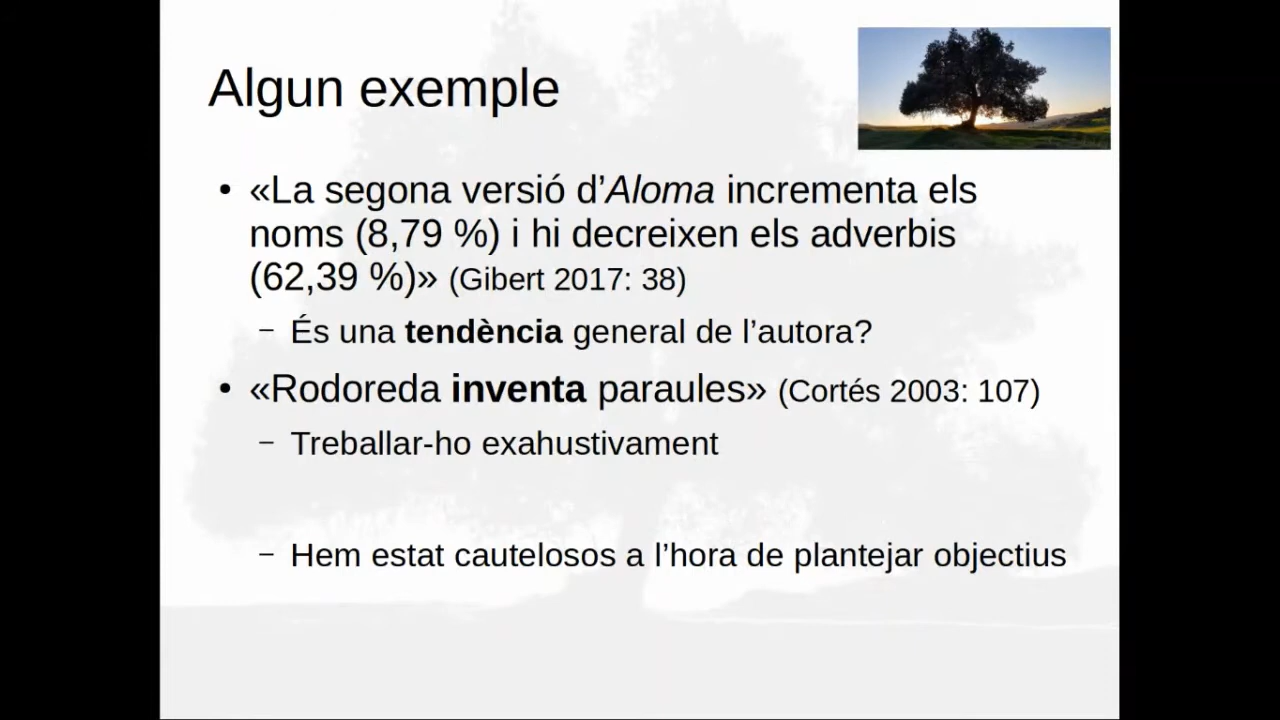 Algun exemple
• «La segona versió d’Aloma incrementa els
noms (8,79 %) i hi decreixen els adverbis
(62,39 %)» (Gibert 2017: 38)
– És una tendència general de l’autora?
• «Rodoreda inventa paraules» (Cortés 2003: 107)
– Treballar-ho exahustivament
– Hem estat cautelosos a l’hora de plantejar objectius